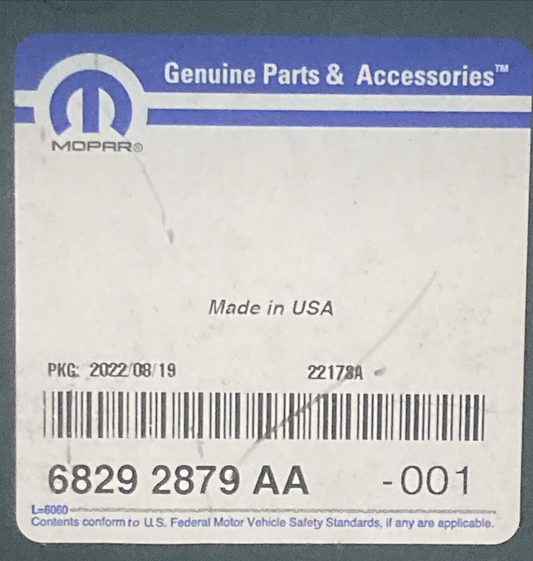 Genuine Parts & Accessories™
MOPAR®
Made in USA
PKG: 2022/08/19 22173A
6829 2879 AA -001
L=6060
Contents conform to U.S. Federal Motor Vehicle Safety Standards, if any are applicable.